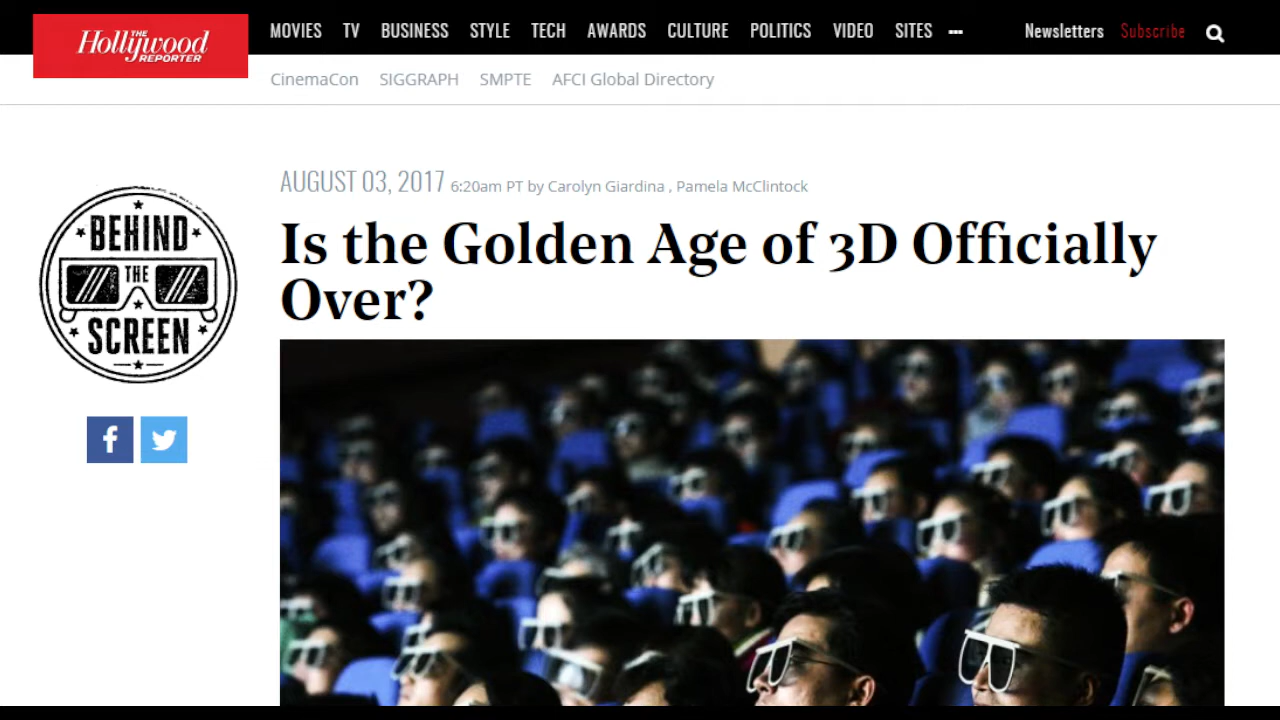 THE
Hollywood
REPORTER
MOVIES TV BUSINESS STYLE TECH AWARDS CULTURE POLITICS VIDEO SITES
Newsletters Subscribe
CinemaCon SIGGRAPH SMPTE AFCI Global Directory
BEHIND
THE
SCREEN
AUGUST 03, 2017 6:20am PT by Carolyn Giardina , Pamela McClintock
Is the Golden Age of 3D Officially
Over?